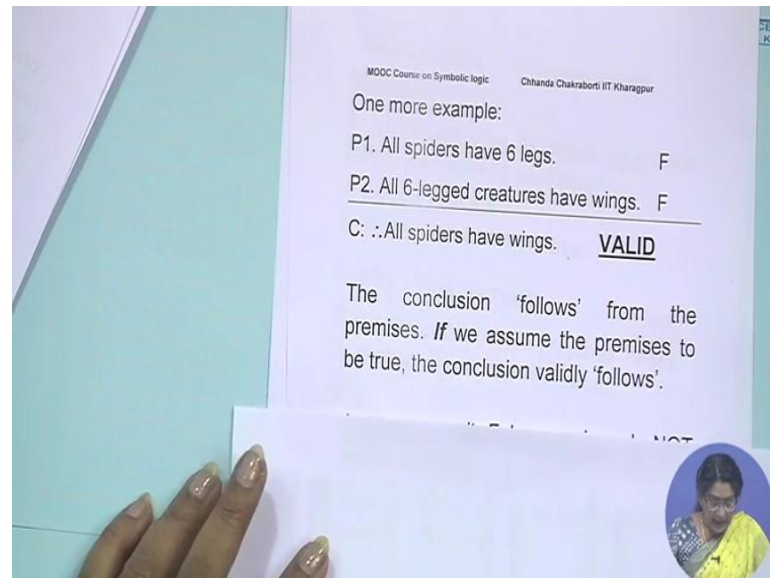 MOOC Course on Symbolic logic Chhanda Chakraborti IIT Kharagpur
One more example:
P1. All spiders have 6 legs. F
P2. All 6-legged creatures have wings. F
C: ∴All spiders have wings. VALID
The conclusion ‘follows’ from the
premises. If we assume the premises to
be true, the conclusion validly ‘follows’.
NOT